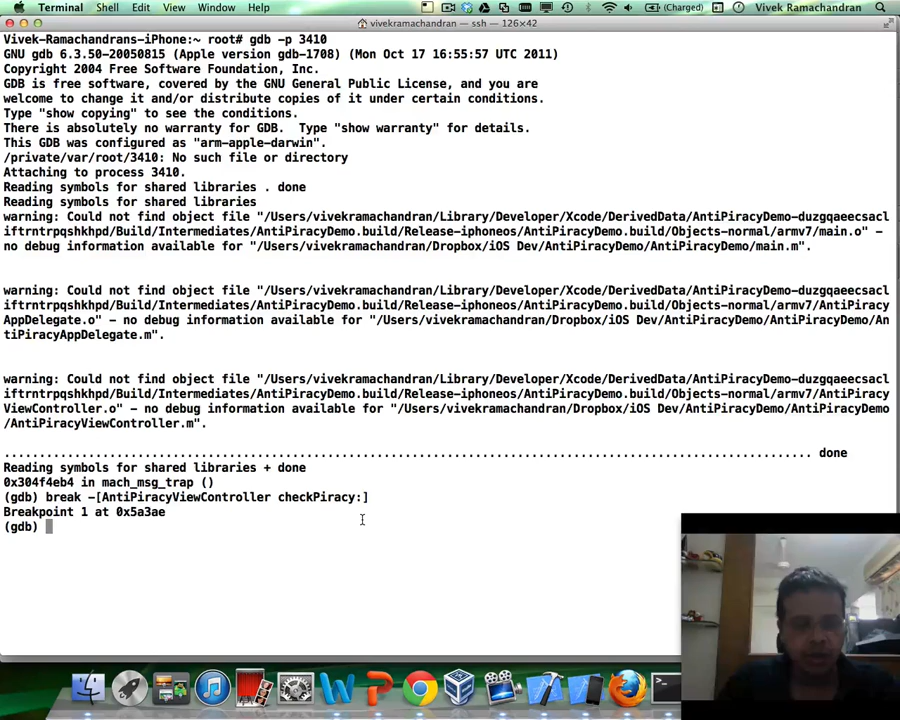 Terminal Shell Edit View Window Help (Charged) Vivek Ramachandran
vivekramachandran — ssh — 126×42
Vivek-Ramachandrans-iPhone:~ root# gdb -p 3410
GNU gdb 6.3.50-20050815 (Apple version gdb-1708) (Mon Oct 17 16:55:57 UTC 2011)
Copyright 2004 Free Software Foundation, Inc.
GDB is free software, covered by the GNU General Public License, and you are
welcome to change it and/or distribute copies of it under certain conditions.
Type "show copying" to see the conditions.
There is absolutely no warranty for GDB.  Type "show warranty" for details.
This GDB was configured as "arm-apple-darwin".
/private/var/root/3410: No such file or directory
Attaching to process 3410.
Reading symbols for shared libraries . done
Reading symbols for shared libraries
warning: Could not find object file "/Users/vivekramachandran/Library/Developer/Xcode/DerivedData/AntiPiracyDemo-duzgqaeecsacl
iftrntrpqshkhpd/Build/Intermediates/AntiPiracyDemo.build/Release-iphoneos/AntiPiracyDemo.build/Objects-normal/armv7/main.o" -
no debug information available for "/Users/vivekramachandran/Dropbox/iOS Dev/AntiPiracyDemo/AntiPiracyDemo/main.m".
warning: Could not find object file "/Users/vivekramachandran/Library/Developer/Xcode/DerivedData/AntiPiracyDemo-duzgqaeecsacl
iftrntrpqshkhpd/Build/Intermediates/AntiPiracyDemo.build/Release-iphoneos/AntiPiracyDemo.build/Objects-normal/armv7/AntiPiracy
AppDelegate.o" - no debug information available for "/Users/vivekramachandran/Dropbox/iOS Dev/AntiPiracyDemo/AntiPiracyDemo/An
tiPiracyAppDelegate.m".
warning: Could not find object file "/Users/vivekramachandran/Library/Developer/Xcode/DerivedData/AntiPiracyDemo-duzgqaeecsacl
iftrntrpqshkhpd/Build/Intermediates/AntiPiracyDemo.build/Release-iphoneos/AntiPiracyDemo.build/Objects-normal/armv7/AntiPiracy
ViewController.o" - no debug information available for "/Users/vivekramachandran/Dropbox/iOS Dev/AntiPiracyDemo/AntiPiracyDemo
/AntiPiracyViewController.m".
.................................................................................................................. done
Reading symbols for shared libraries + done
0x304f4eb4 in mach_msg_trap ()
(gdb) break -[AntiPiracyViewController checkPiracy:]
Breakpoint 1 at 0x5a3ae
(gdb)